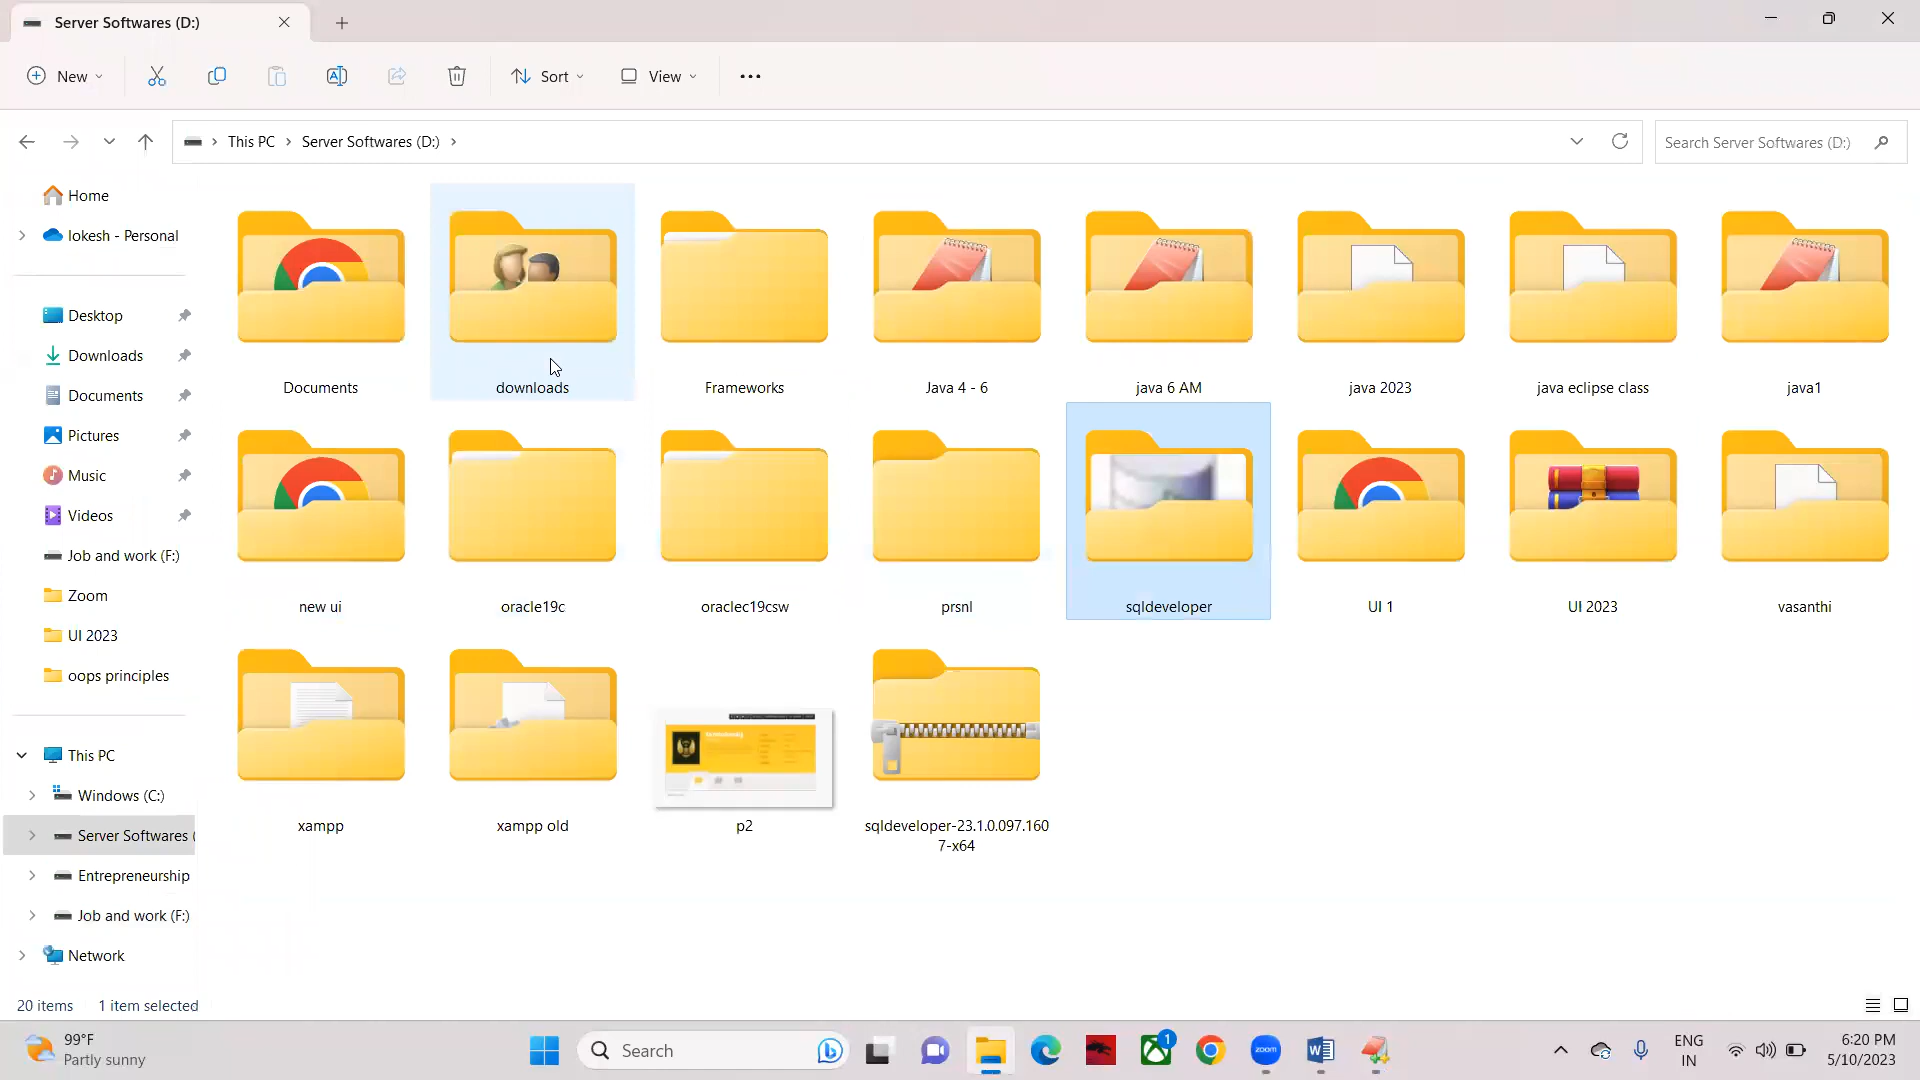 Server Softwares (D:)
New
Sort
View
This PC
Server Softwares (D:)
Search Server Softwares (D:)
Home
lokesh - Personal
Desktop
Downloads
Documents
Pictures
Music
Videos
Job and work (F:)
Zoom
UI 2023
oops principles
This PC
Windows (C:)
Server Softwares (
Entrepreneurship
Job and work (F:)
Network
Documents
downloads
Frameworks
Java 4 - 6
java 6 AM
java 2023
java eclipse class
java1
new ui
oracle19c
oraclec19csw
prsnl
sqldeveloper
UI 1
UI 2023
vasanthi
xampp
xampp old
p2
sqldeveloper-23.1.0.097.160
7-x64
20 items
1 item selected
99°F
Partly sunny
Search
zoom
1
ENG
IN
6:20 PM
5/10/2023